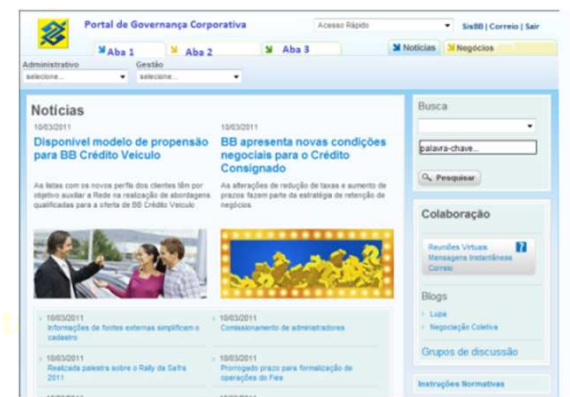 Portal de Governança Corporativa
Acesso Rápido
SisBB | Correio | Sair
Aba 1
Aba 2
Aba 3
Notícias
Negócios
Administrativo
Gestão
selecione...
selecione...
Notícias
10/03/2011
Disponível modelo de propensão
para BB Crédito Veículo
As listas com os novos perfis dos clientes têm por
objetivo auxiliar a Rede na realização de abordagens
qualificadas para a oferta de BB Crédito Veículo
10/03/2011
BB apresenta novas condições
negociais para o Crédito
Consignado
As alterações de redução de taxas e aumento de
prazos fazem parte da estratégia de retenção de
negócios
10/03/2011
Informações de fontes externas simplificam o
cadastro
10/03/2011
Comissionamento de administradores
10/03/2011
Realizada palestra sobre o Rally da Safra
2011
10/03/2011
Prorrogado prazo para formalização de
operações do Fies
Busca
palavra-chave...
Pesquisar
Colaboração
Reuniões Virtuais
?
Mensagens Instantâneas
Correio
Blogs
Lupa
Negociação Coletiva
Grupos de discussão
Instruções Normativas